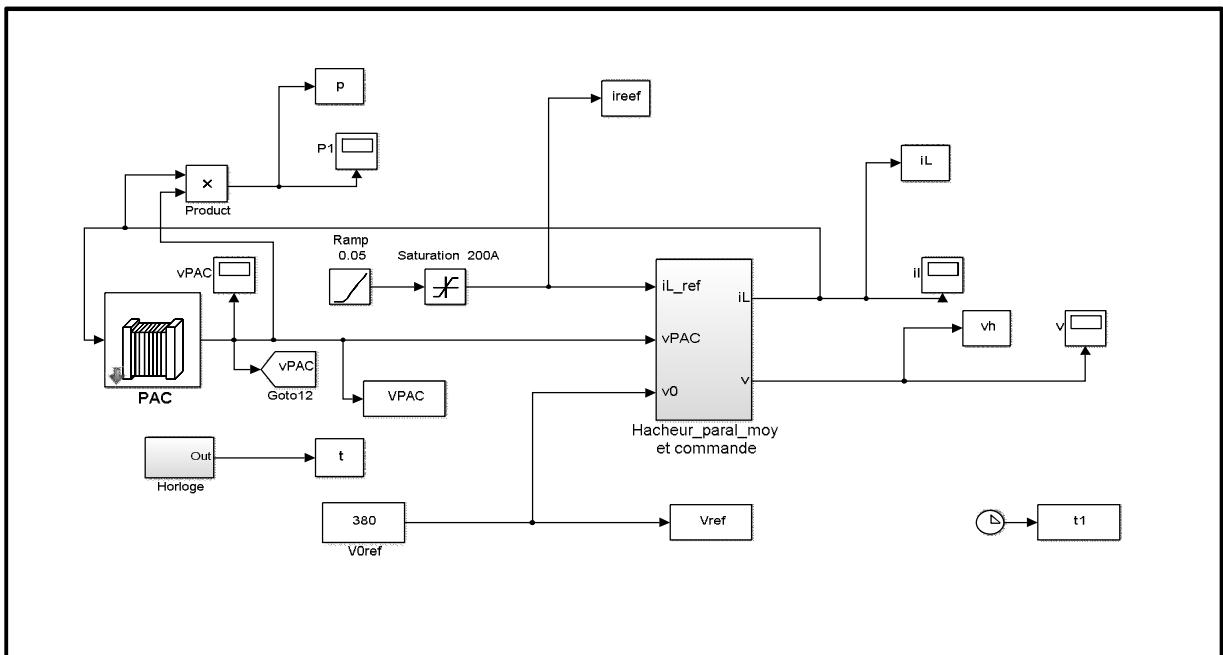 p
ireef
P1
iL
×
Product
Ramp
0.05
Saturation 200A
vPAC
iL_ref
iL
il
vPAC
vh
v
vPAC
Goto12
VPAC
v
v0
PAC
Hacheur_paral_moy
et commande
Out
t
Horloge
380
Vref
t1
V0ref